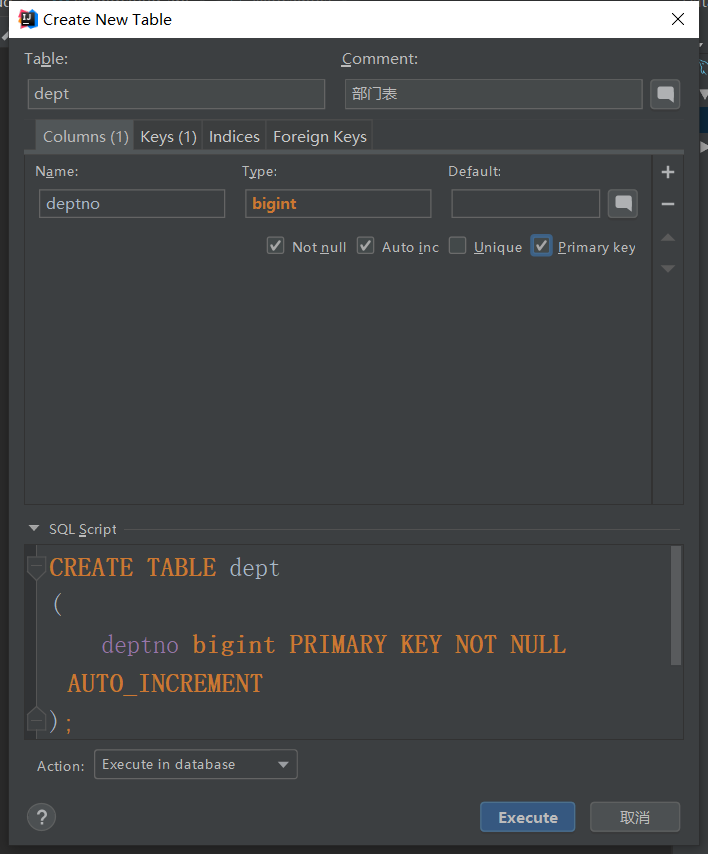 Create New Table
Table: Comment:
dept 部门表
Columns (1) Keys (1) Indices Foreign Keys
Name: Type: Default:
deptno bigint
Not null Auto inc Unique Primary key
SQL Script
CREATE TABLE dept
(
deptno bigint PRIMARY KEY NOT NULL
AUTO_INCREMENT
);
Action: Execute in database
? Execute 取消